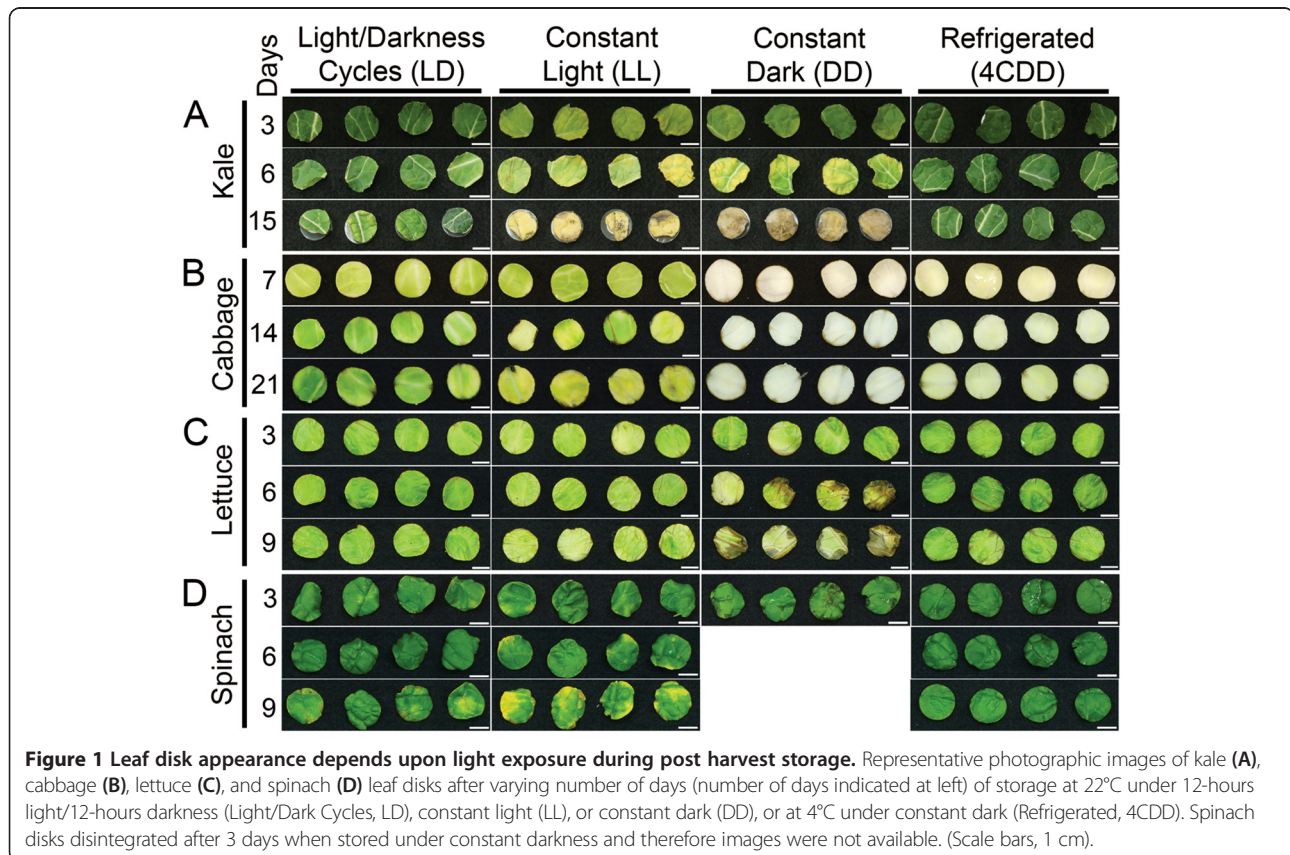 Days
Light/Darkness
Cycles (LD)
Constant
Light (LL)
Constant
Dark (DD)
Refrigerated
(4CDD)
A
Kale
3
6
15
B
Cabbage
7
14
21
C
Lettuce
3
6
9
D
Spinach
3
6
9
Figure 1 Leaf disk appearance depends upon light exposure during post harvest storage. Representative photographic images of kale (A),
cabbage (B), lettuce (C), and spinach (D) leaf disks after varying number of days (number of days indicated at left) of storage at 22°C under 12-hours
light/12-hours darkness (Light/Dark Cycles, LD), constant light (LL), or constant dark (DD), or at 4°C under constant dark (Refrigerated, 4CDD). Spinach
disks disintegrated after 3 days when stored under constant darkness and therefore images were not available. (Scale bars, 1 cm).